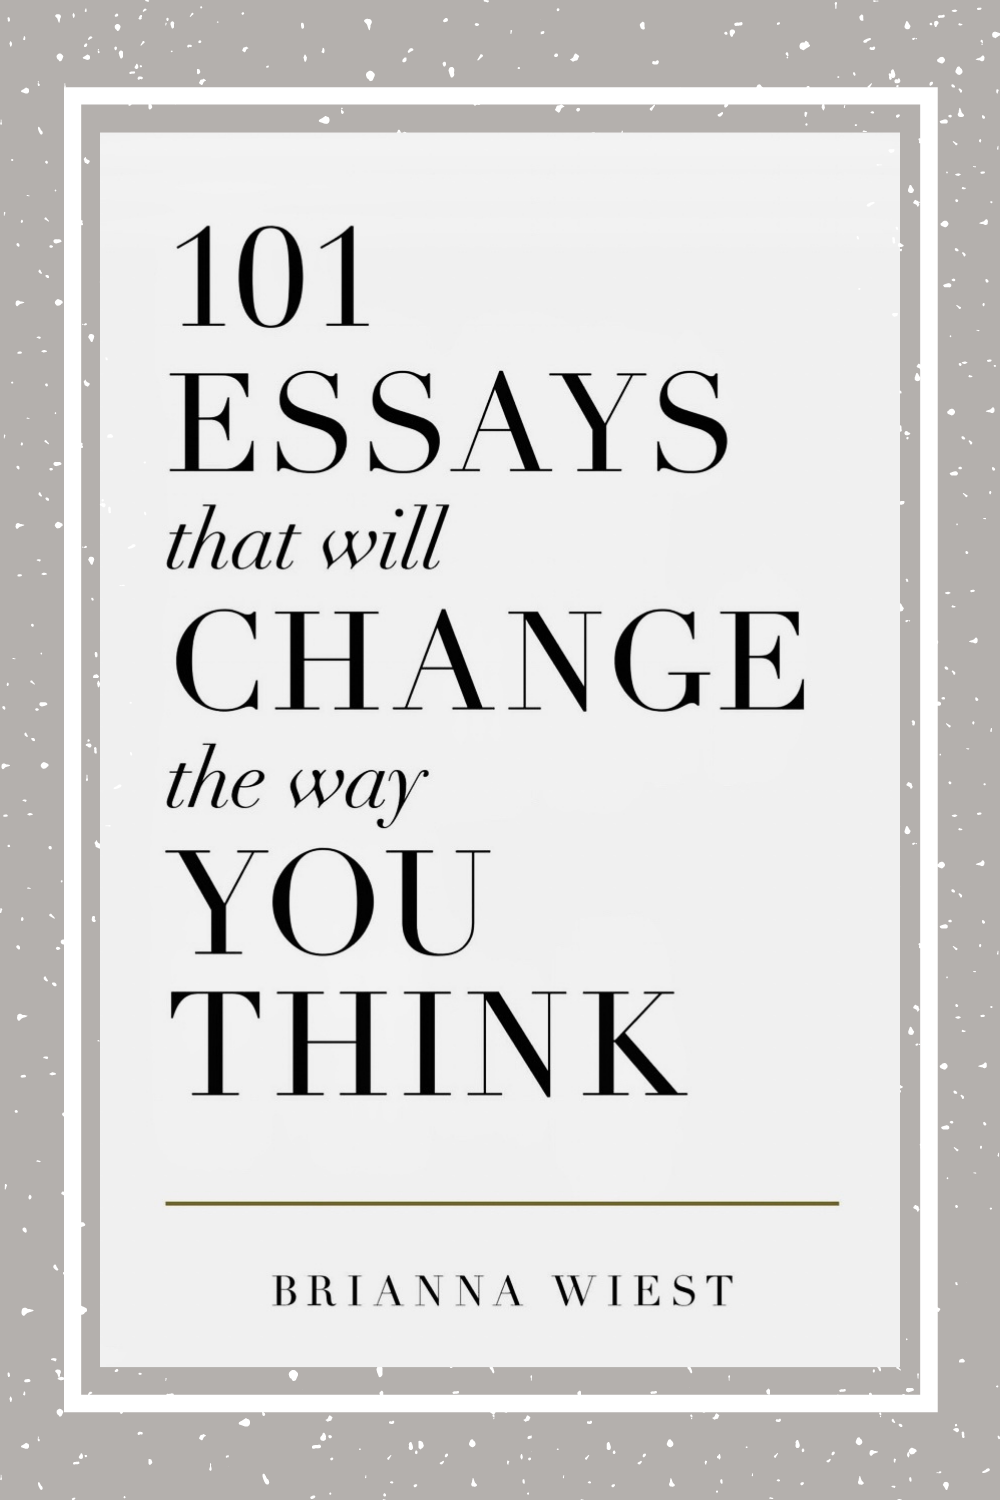 101
ESSAYS
that will
CHANGE
the way
YOU
THINK
BRIANNA WIEST